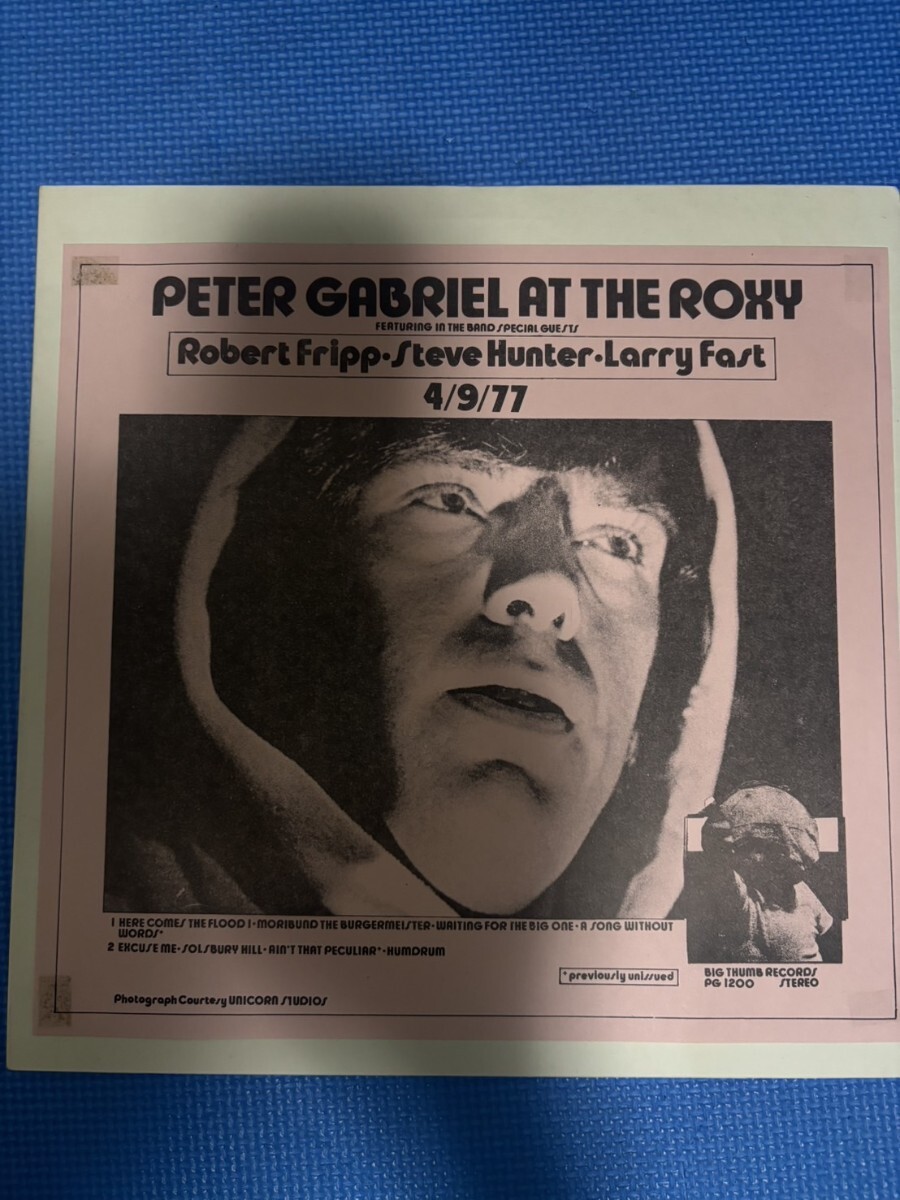 PETER GABRIEL AT THE ROXY
FEATURING IN THE BAND SPECIAL GUESTS
Robert Fripp•Steve Hunter•Larry Fast
4/9/77
1 HERE COMES THE FLOOD I•MORIBUND THE BURGERMEISTER•WAITING FOR THE BIG ONE•A SONG WITHOUT
WORDS*
2 EXCUSE ME•SOLSBURY HILL•AIN'T THAT PECULIAR*•HUMDRUM
*previously unissued
BIG THUMB RECORDS
PG 1200 STEREO
Photograph Courtesy UNICORN STUDIOS